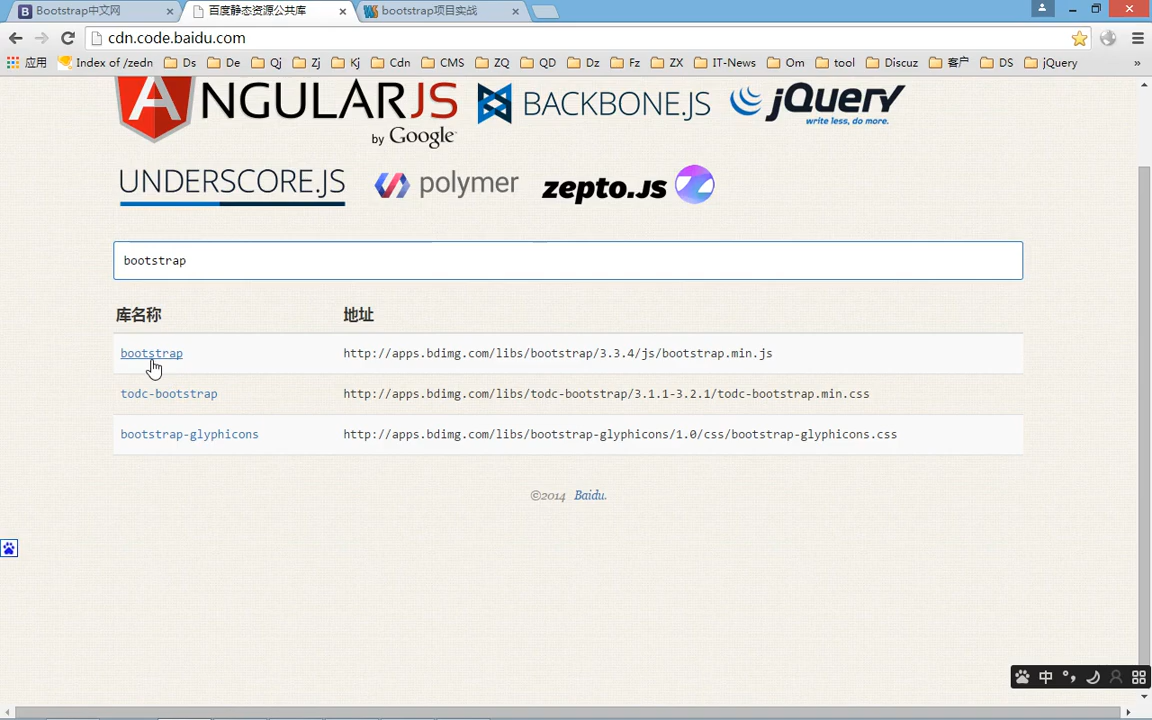 Bootstrap中文网
百度静态资源公共库
bootstrap项目实战
cdn.code.baidu.com
应用 Index of /zedn Ds De Qj Zj Kj Cdn CMS ZQ QD Dz Fz ZX IT-News Om tool Discuz 客户 DS jQuery »
ANGULARJS
by Google
BACKBONE.JS
jQuery
write less, do more.
UNDERSCORE.JS
polymer
zepto.JS
bootstrap
库名称 地址
bootstrap http://apps.bdimg.com/libs/bootstrap/3.3.4/js/bootstrap.min.js
todc-bootstrap http://apps.bdimg.com/libs/todc-bootstrap/3.1.1-3.2.1/todc-bootstrap.min.css
bootstrap-glyphicons http://apps.bdimg.com/libs/bootstrap-glyphicons/1.0/css/bootstrap-glyphicons.css
©2014 Baidu.
中